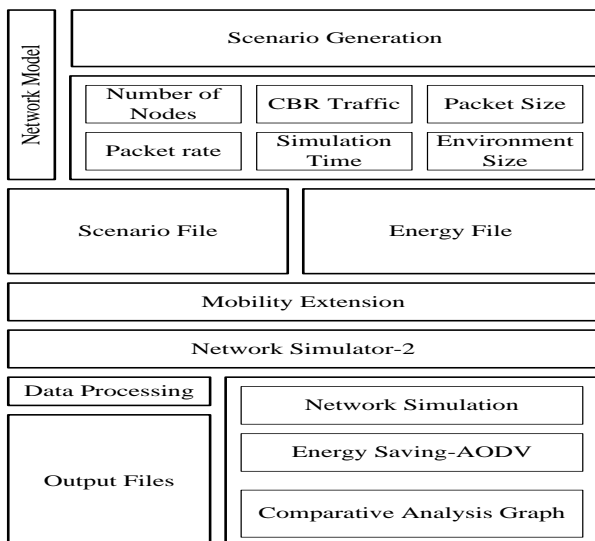 Network Model
Scenario Generation
Number of
Nodes
CBR Traffic
Packet Size
Packet rate
Simulation
Time
Environment
Size
Scenario File
Energy File
Mobility Extension
Network Simulator-2
Data Processing
Network Simulation
Energy Saving-AODV
Output Files
Comparative Analysis Graph